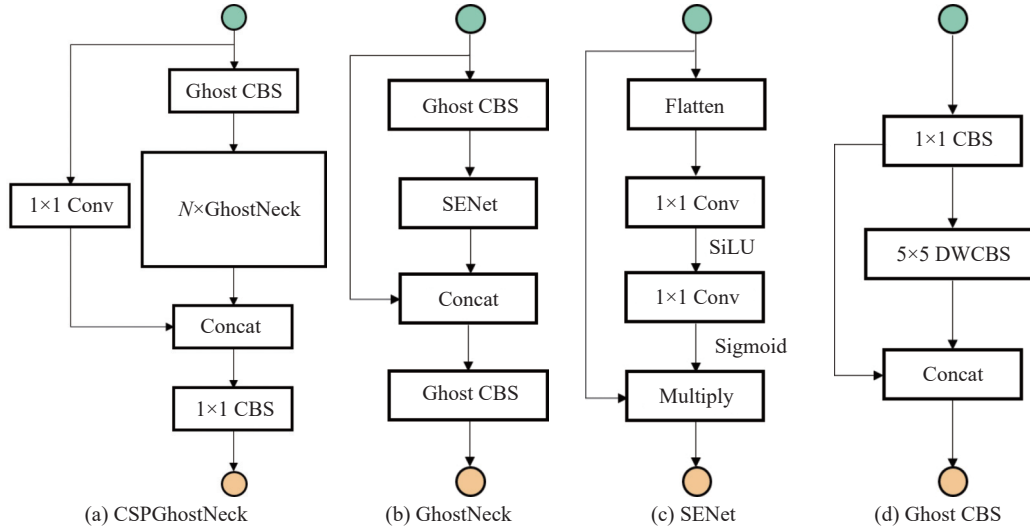 Ghost CBS
1×1 Conv
N×GhostNeck
Concat
1×1 CBS
(a) CSPGhostNeck
Ghost CBS
SENet
Concat
Ghost CBS
(b) GhostNeck
Flatten
1×1 Conv
SiLU
1×1 Conv
Sigmoid
Multiply
(c) SENet
1×1 CBS
5×5 DWCBS
Concat
(d) Ghost CBS